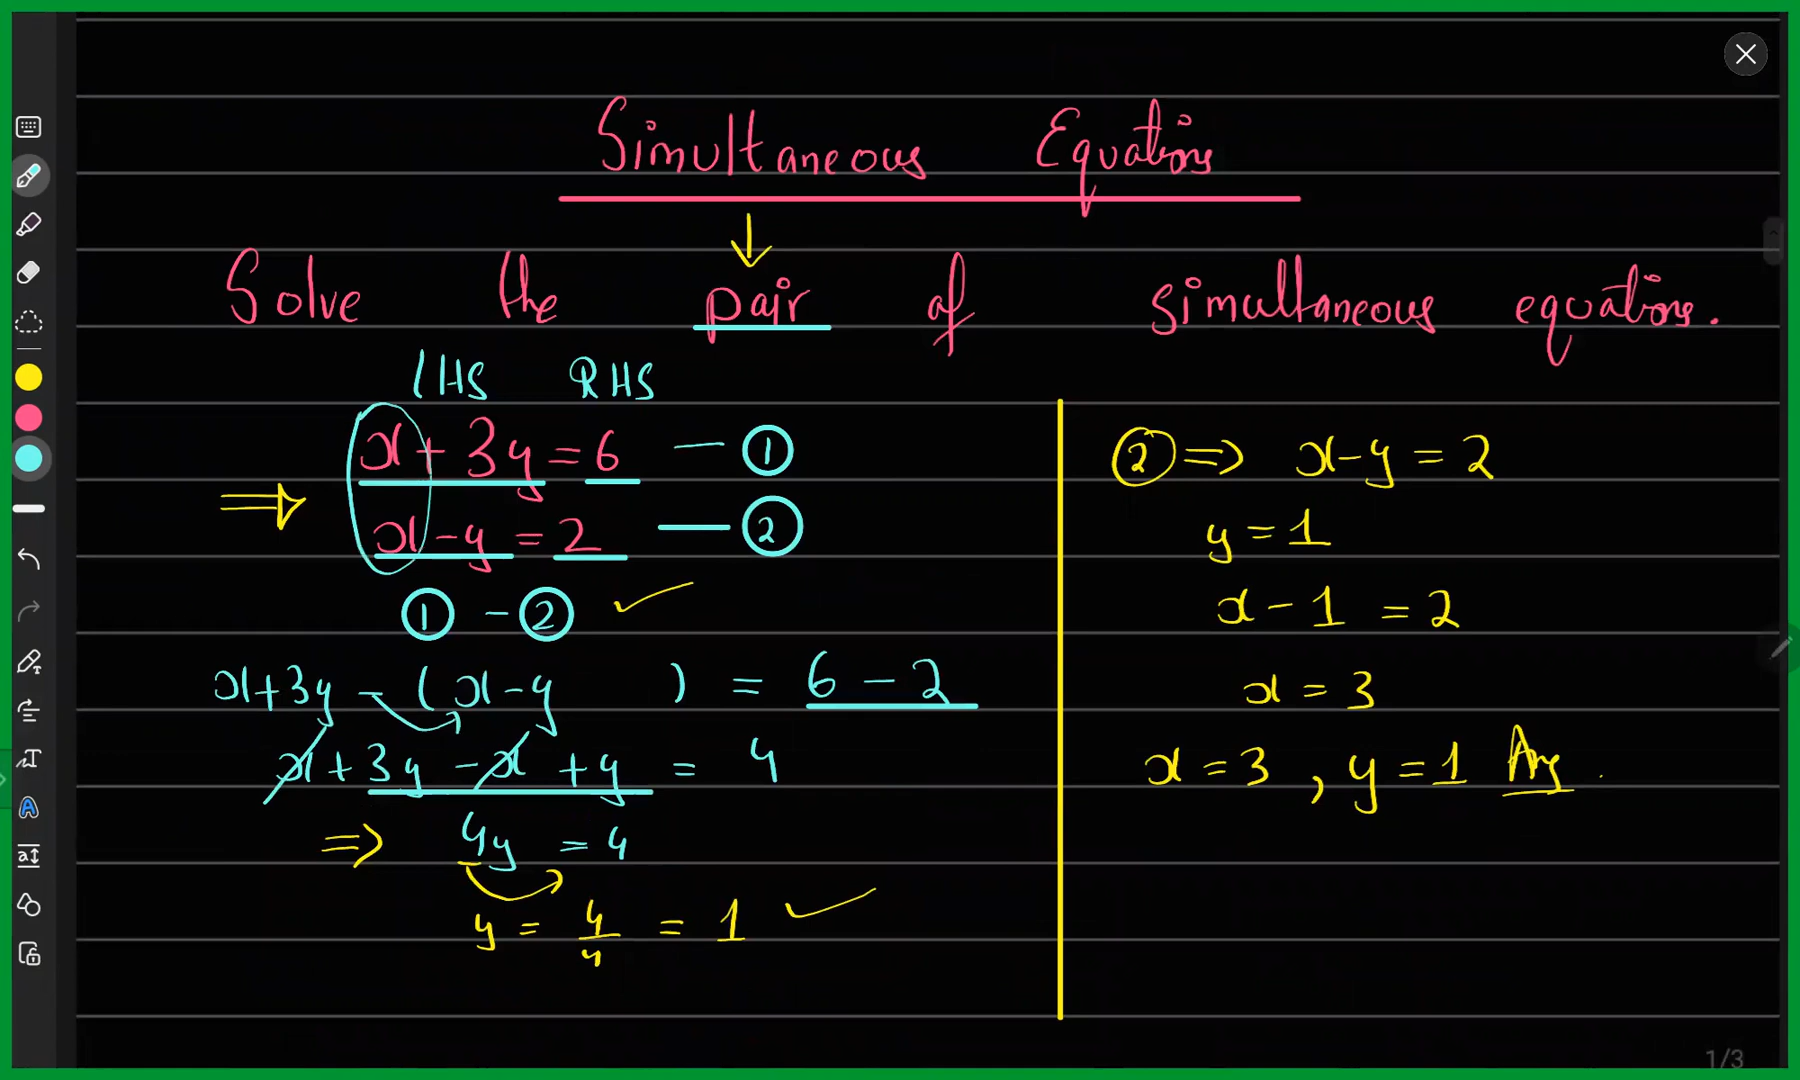 Simultaneous Equations
Solve the pair of simultaneous equations.
LHS RHS
x + 3y = 6 — ①
⇒
x - y = 2 — ②
① - ② ✓
x + 3y - ( x - y ) = 6 - 2
x + 3y - x + y = 4
⇒ 4y = 4
y = 4/4 = 1 ✓
② ⇒ x - y = 2
y = 1
x - 1 = 2
x = 3
x = 3 , y = 1 Ans.
1/3